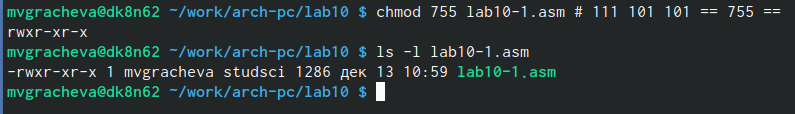 mvgracheva@dk8n62 ~/work/arch-pc/lab10 $ chmod 755 lab10-1.asm # 111 101 101 == 755 ==
rwxr-xr-x
mvgracheva@dk8n62 ~/work/arch-pc/lab10 $ ls -l lab10-1.asm
-rwxr-xr-x 1 mvgracheva studsci 1286 дек 13 10:59 lab10-1.asm
mvgracheva@dk8n62 ~/work/arch-pc/lab10 $